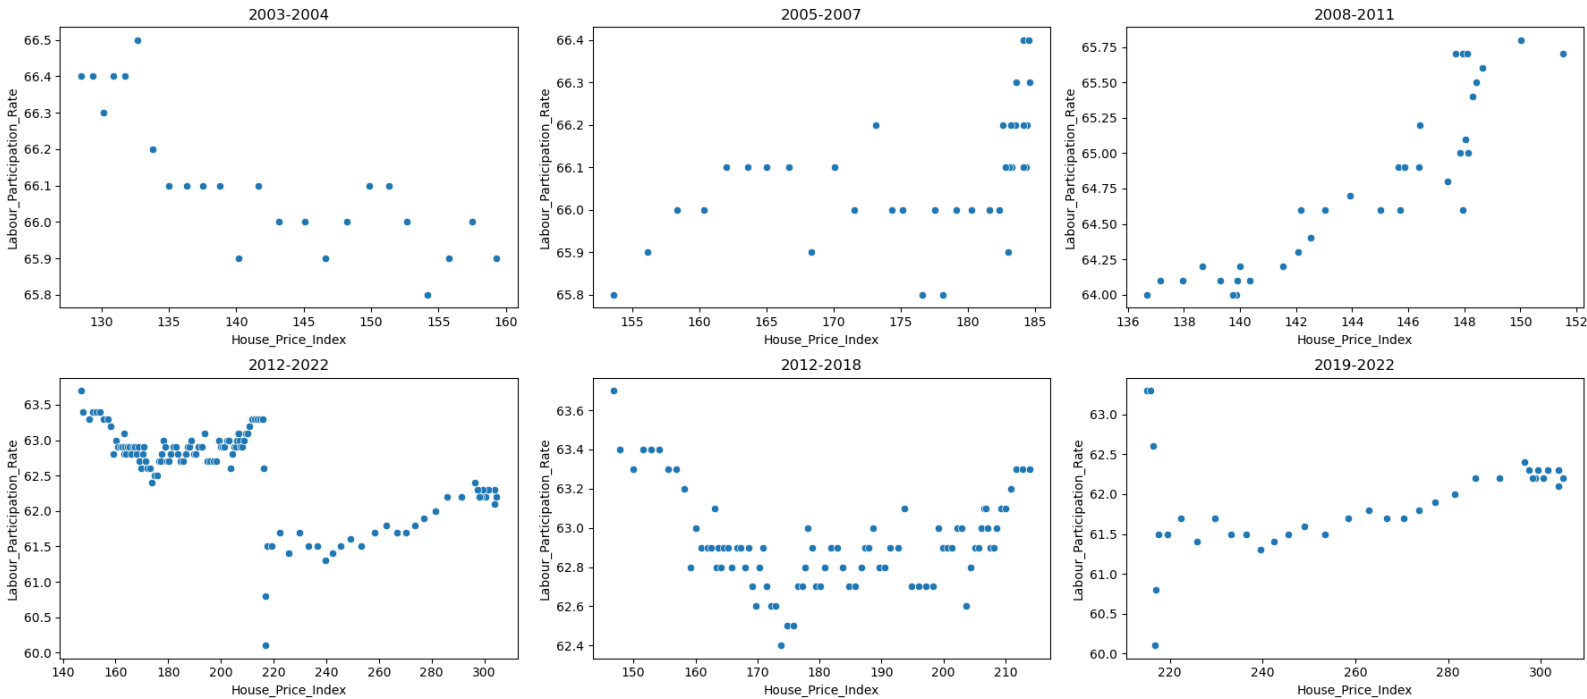 2003-2004
66.5
66.4
66.3
66.2
66.1
66.0
65.9
65.8
Labour_Participation_Rate
130 135 140 145 150 155 160
House_Price_Index
2005-2007
66.4
66.3
66.2
66.1
66.0
65.9
65.8
Labour_Participation_Rate
155 160 165 170 175 180 185
House_Price_Index
2008-2011
65.75
65.50
65.25
65.00
64.75
64.50
64.25
64.00
Labour_Participation_Rate
136 138 140 142 144 146 148 150 152
House_Price_Index
2012-2022
63.5
63.0
62.5
62.0
61.5
61.0
60.5
60.0
Labour_Participation_Rate
140 160 180 200 220 240 260 280 300
House_Price_Index
2012-2018
63.6
63.4
63.2
63.0
62.8
62.6
62.4
Labour_Participation_Rate
150 160 170 180 190 200 210
House_Price_Index
2019-2022
63.0
62.5
62.0
61.5
61.0
60.5
60.0
Labour_Participation_Rate
220 240 260 280 300
House_Price_Index